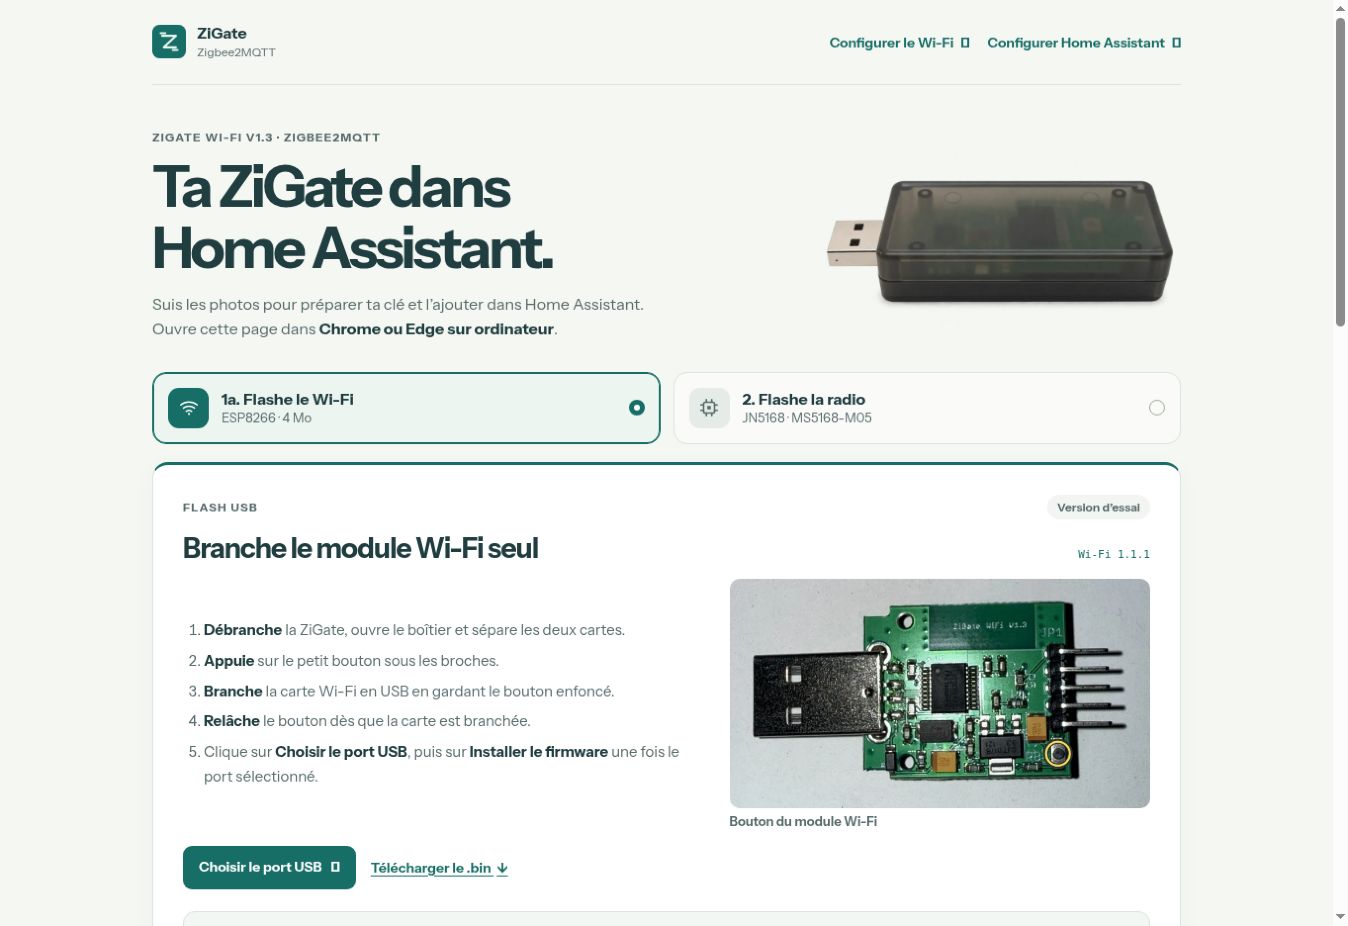 ZiGate
Zigbee2MQTT
Configurer le Wi-Fi
Configurer Home Assistant
ZIGATE WI-FI V1.3 · ZIGBEE2MQTT
Ta ZiGate dans
Home Assistant.
Suis les photos pour préparer ta clé et l’ajouter dans Home Assistant.
Ouvre cette page dans Chrome ou Edge sur ordinateur.
1a. Flashe le Wi-Fi
ESP8266 · 4 Mo
2. Flashe la radio
JN5168 · MS5168-M05
FLASH USB
Version d’essai
Branche le module Wi-Fi seul
Wi-Fi 1.1.1
1. Débranche la ZiGate, ouvre le boîtier et sépare les deux cartes.
2. Appuie sur le petit bouton sous les broches.
3. Branche la carte Wi-Fi en USB en gardant le bouton enfoncé.
4. Relâche le bouton dès que la carte est branchée.
5. Clique sur Choisir le port USB, puis sur Installer le firmware une fois le
port sélectionné.
ZiGate WiFi v1.3
JP1
Bouton du module Wi-Fi
Choisir le port USB
Télécharger le .bin ↓